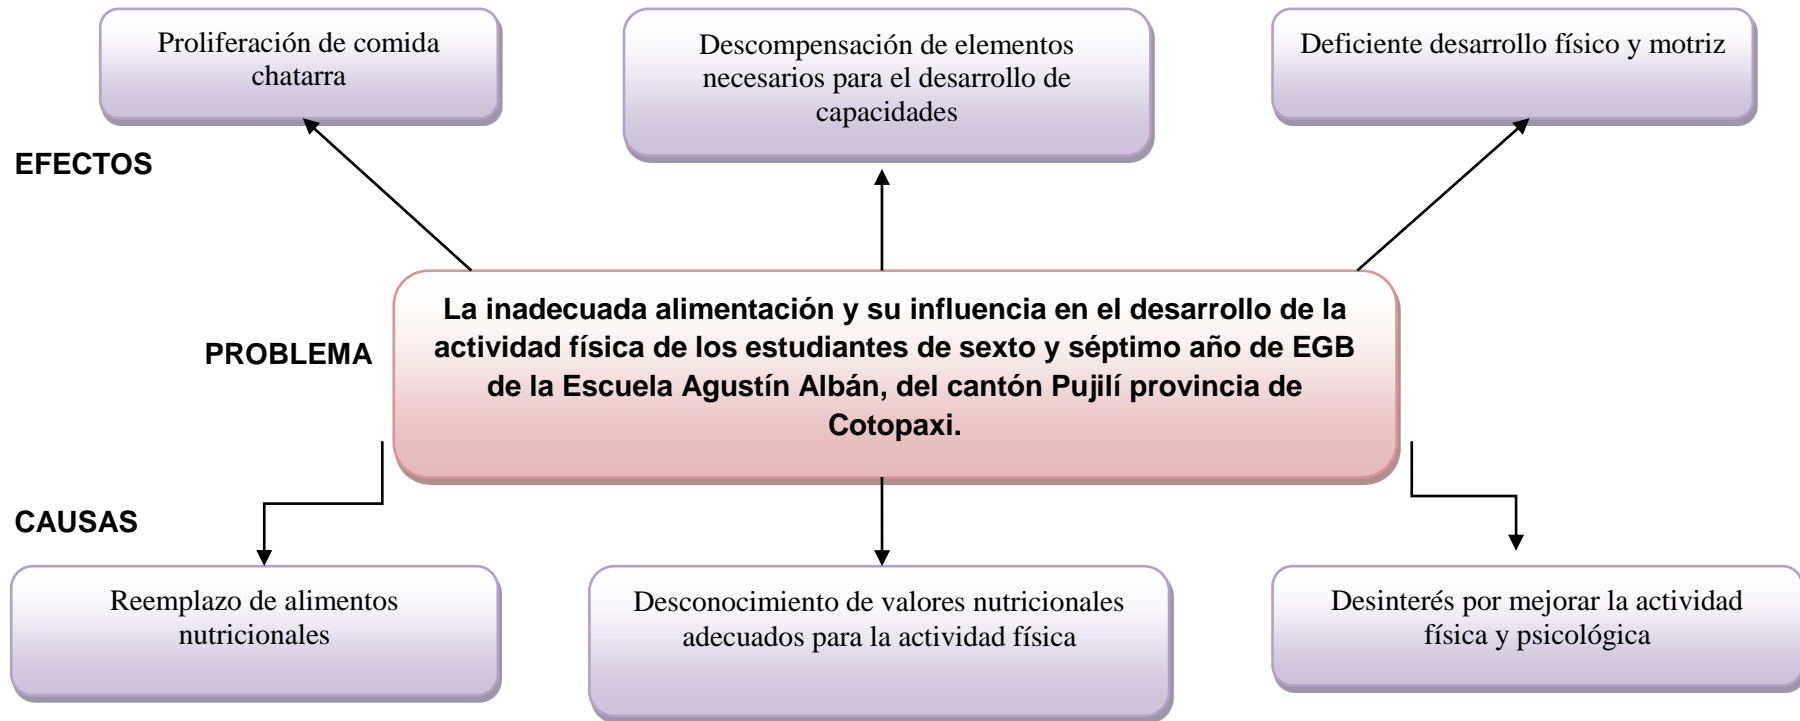 Proliferación de comida
chatarra
Descompensación de elementos
necesarios para el desarrollo de
capacidades
Deficiente desarrollo físico y motriz
EFECTOS
PROBLEMA
La inadecuada alimentación y su influencia en el desarrollo de la
actividad física de los estudiantes de sexto y séptimo año de EGB
de la Escuela Agustín Albán, del cantón Pujilí provincia de
Cotopaxi.
CAUSAS
Reemplazo de alimentos
nutricionales
Desconocimiento de valores nutricionales
adecuados para la actividad física
Desinterés por mejorar la actividad
física y psicológica